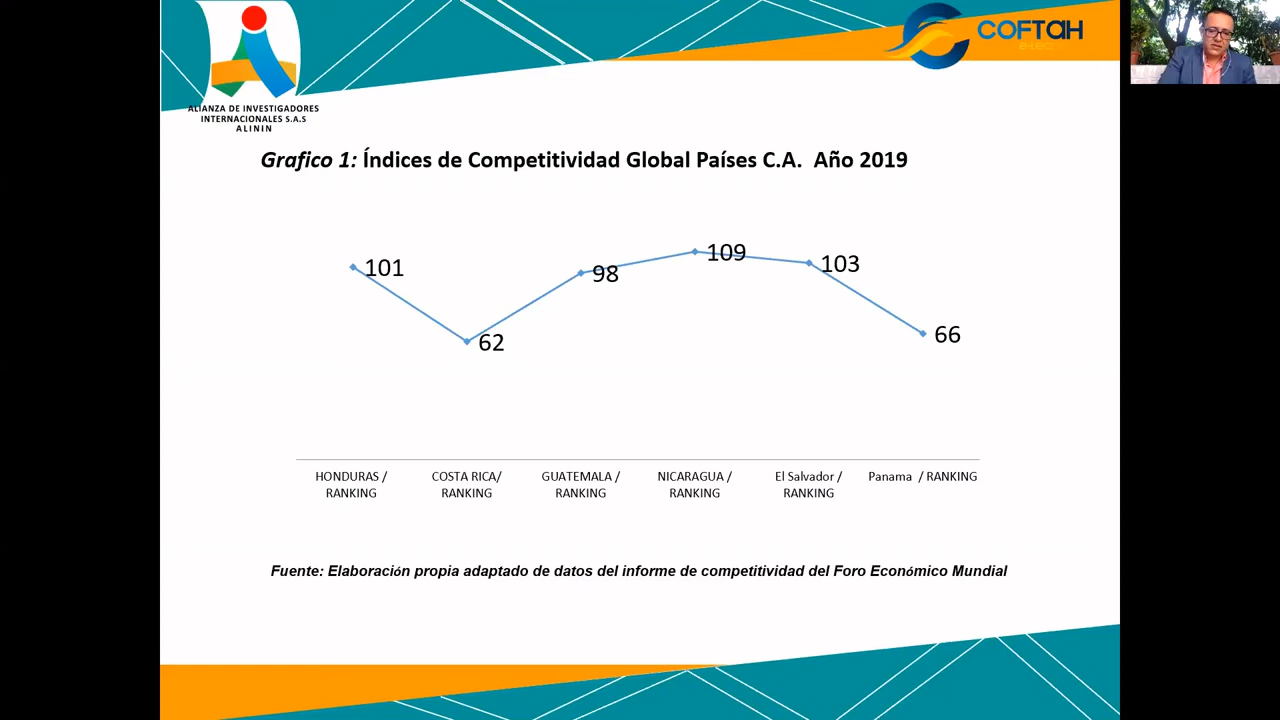 ALIANZA DE INVESTIGADORES
INTERNACIONALES S.A.S
ALININ
COFTAH
Grafico 1: Índices de Competitividad Global Países C.A. Año 2019
101
62
98
109
103
66
HONDURAS /
RANKING
COSTA RICA/
RANKING
GUATEMALA /
RANKING
NICARAGUA /
RANKING
El Salvador /
RANKING
Panama / RANKING
Fuente: Elaboración propia adaptado de datos del informe de competitividad del Foro Económico Mundial